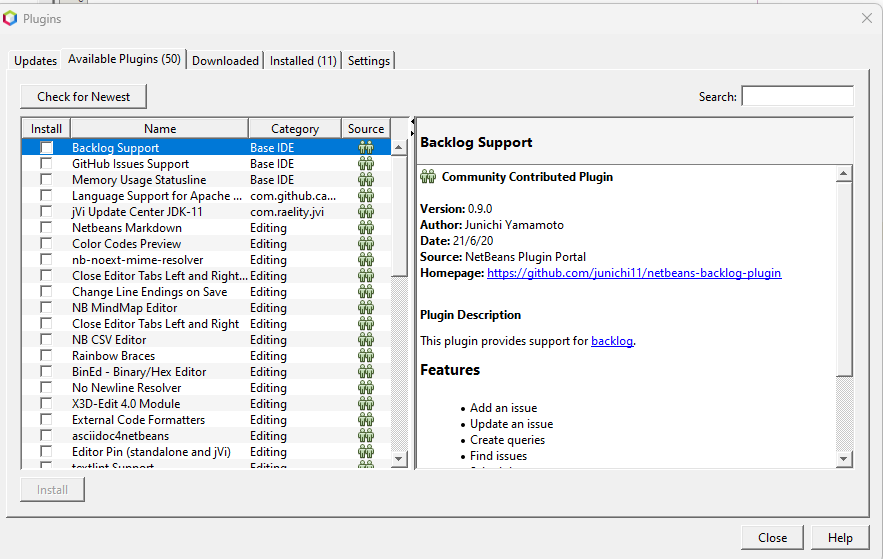 Plugins
Updates Available Plugins (50) Downloaded Installed (11) Settings
Check for Newest Search:
Install Name Category Source
Backlog Support Base IDE
GitHub Issues Support Base IDE
Memory Usage Statusline Base IDE
Language Support for Apache ... com.github.ca...
jVi Update Center JDK-11 com.raelity.jvi
Netbeans Markdown Editing
Color Codes Preview Editing
nb-noext-mime-resolver Editing
Close Editor Tabs Left and Right... Editing
Change Line Endings on Save Editing
NB MindMap Editor Editing
Close Editor Tabs Left and Right Editing
NB CSV Editor Editing
Rainbow Braces Editing
BinEd - Binary/Hex Editor Editing
No Newline Resolver Editing
X3D-Edit 4.0 Module Editing
External Code Formatters Editing
asciidoc4netbeans Editing
Editor Pin (standalone and jVi) Editing
textlint Support Editing
Backlog Support
Community Contributed Plugin
Version: 0.9.0
Author: Junichi Yamamoto
Date: 21/6/20
Source: NetBeans Plugin Portal
Homepage: https://github.com/junichi11/netbeans-backlog-plugin
Plugin Description
This plugin provides support for backlog.
Features
• Add an issue
• Update an issue
• Create queries
• Find issues
Install
Close Help